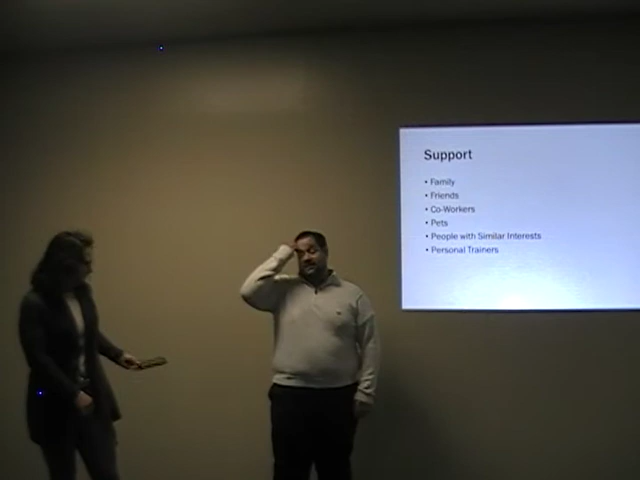 Support
• Family
• Friends
• Co-Workers
• Pets
• People with Similar Interests
• Personal Trainers